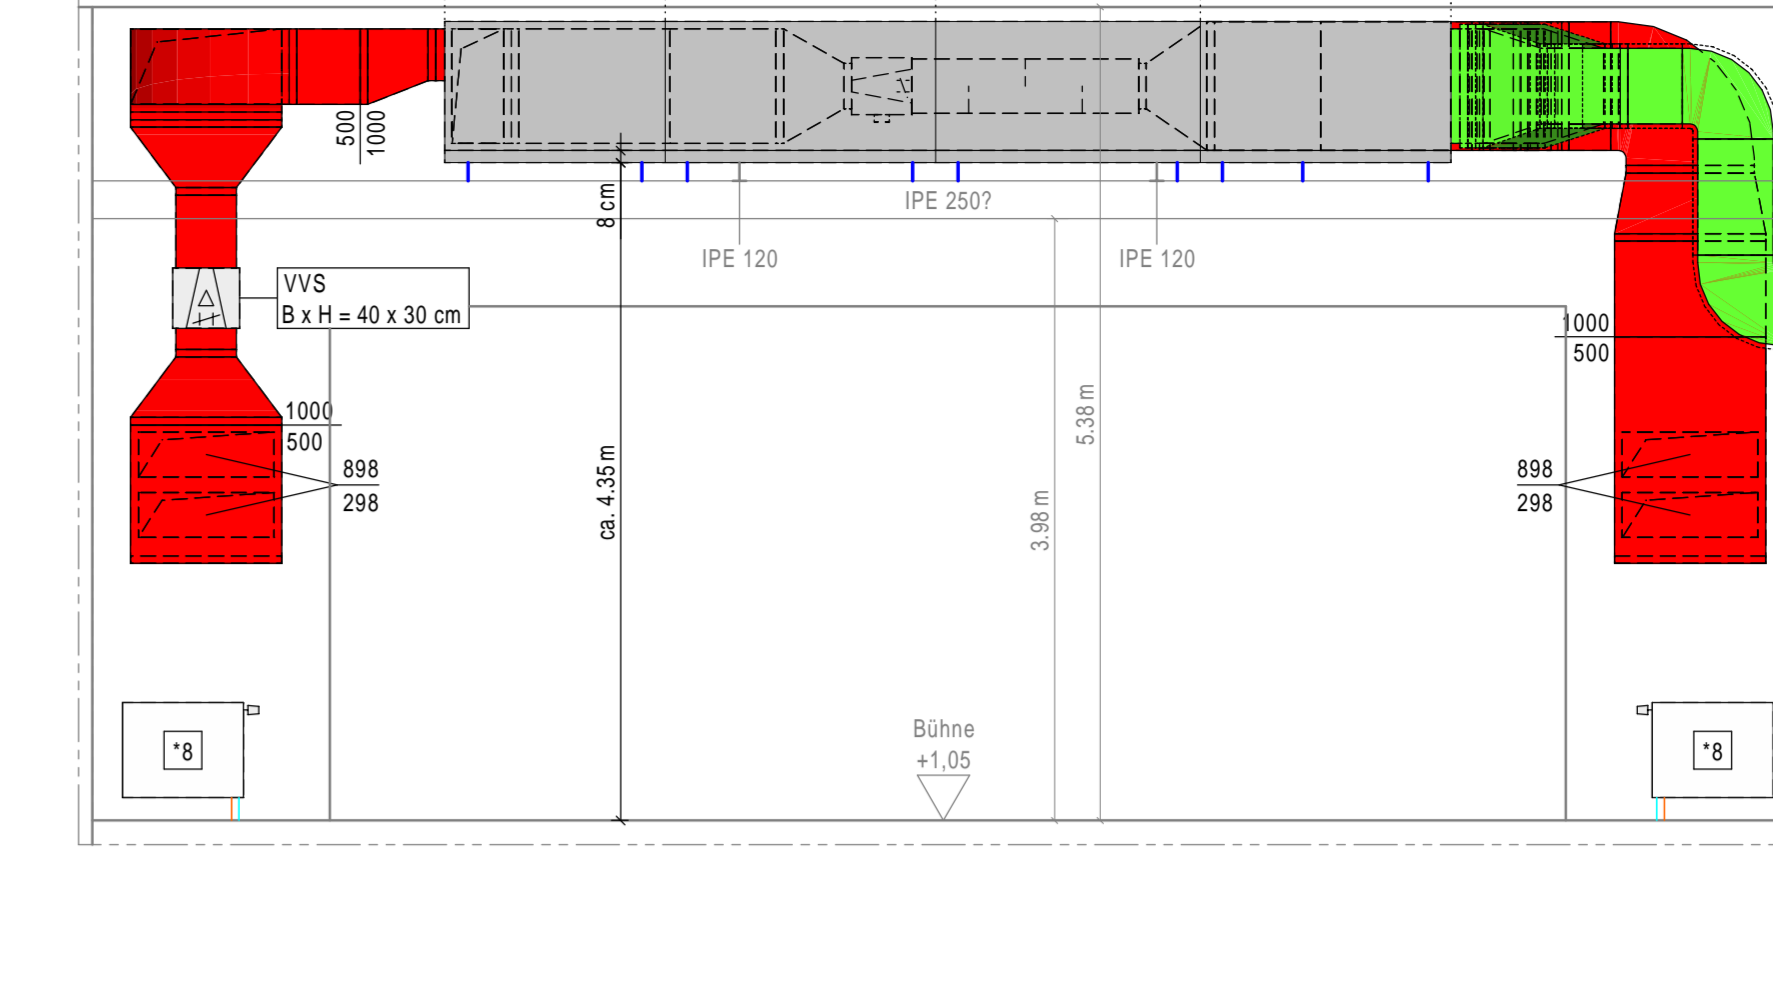 500
1000
8 cm
IPE 250?
IPE 120
IPE 120
VVS
B x H = 40 x 30 cm
1000
500
1000
500
898
298
898
298
ca. 4.35 m
3.98 m
5.38 m
Bühne
+1,05
*8
*8